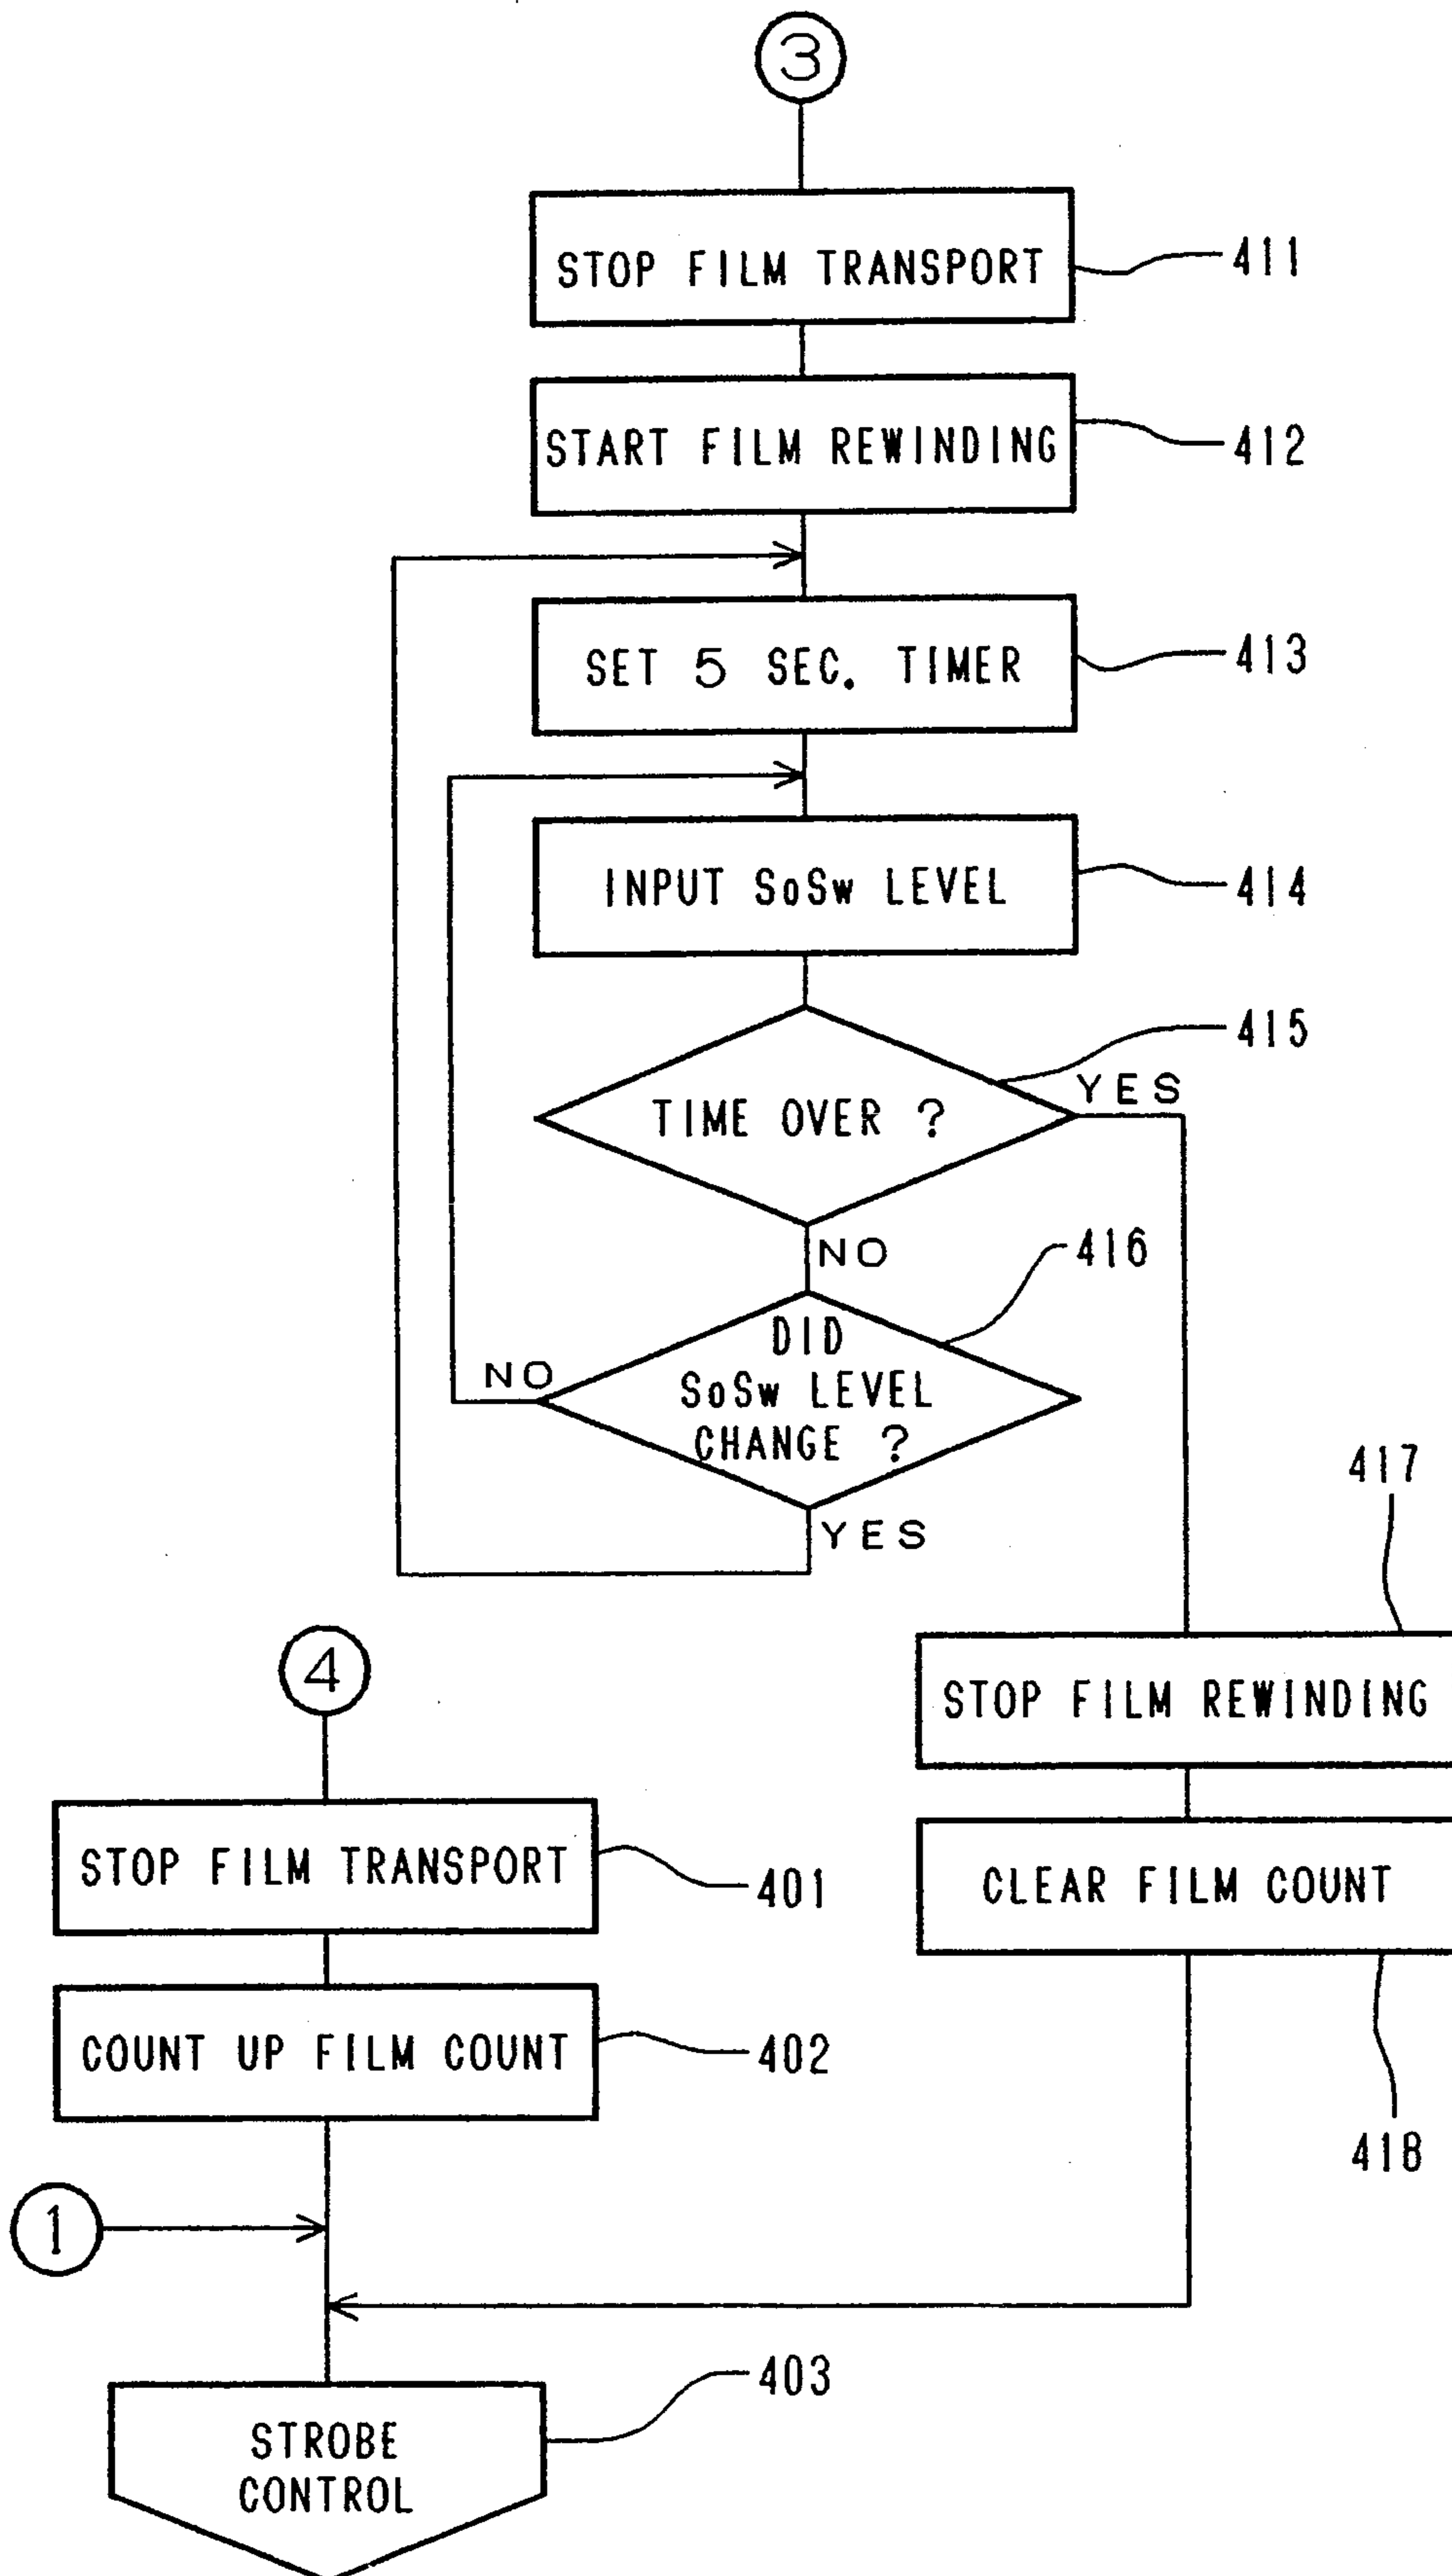 3
STOP FILM TRANSPORT
411
START FILM REWINDING
412
SET 5 SEC. TIMER
413
INPUT SoSw LEVEL
414
415
TIME OVER ?
YES
NO
416
DID
SoSw LEVEL
CHANGE ?
NO
YES
417
STOP FILM REWINDING
CLEAR FILM COUNT
418
4
STOP FILM TRANSPORT
401
COUNT UP FILM COUNT
402
1
403
STROBE
CONTROL